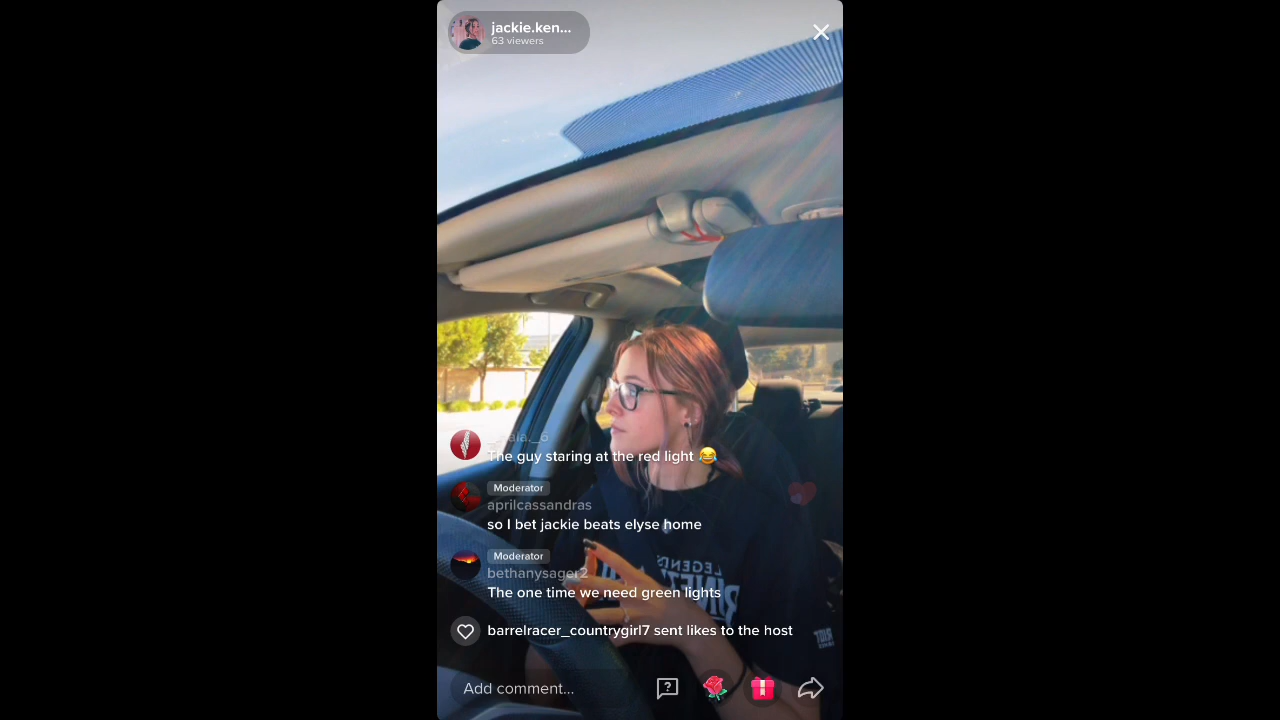 jackie.ken...
63 viewers
The guy staring at the red light 😂
Moderator
aprilcassandras
so I bet jackie beats elyse home
Moderator
bethanysager2
The one time we need green lights
LEGENDS
barrelracer_countrygirl7 sent likes to the host
Add comment...